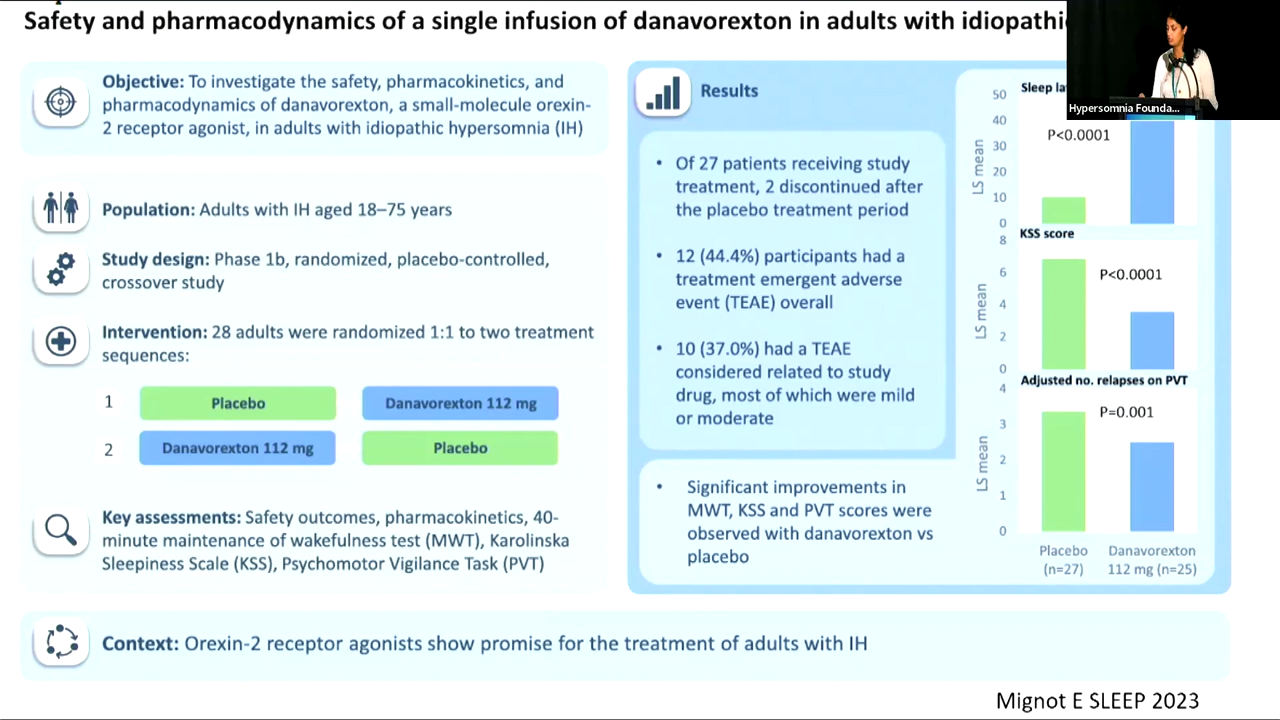 Safety and pharmacodynamics of a single infusion of danavorexton in adults with
Hypersomnia Founda...
Objective: To investigate the safety, pharmacokinetics, and
pharmacodynamics of danavorexton, a small-molecule orexin-
2 receptor agonist, in adults with idiopathic hypersomnia (IH)
Population: Adults with IH aged 18–75 years
Study design: Phase 1b, randomized, placebo-controlled,
crossover study
Intervention: 28 adults were randomized 1:1 to two treatment
sequences:
1 Placebo Danavorexton 112 mg
2 Danavorexton 112 mg Placebo
Key assessments: Safety outcomes, pharmacokinetics, 40-
minute maintenance of wakefulness test (MWT), Karolinska
Sleepiness Scale (KSS), Psychomotor Vigilance Task (PVT)
Results
• Of 27 patients receiving study
treatment, 2 discontinued after
the placebo treatment period
• 12 (44.4%) participants had a
treatment emergent adverse
event (TEAE) overall
• 10 (37.0%) had a TEAE
considered related to study
drug, most of which were mild
or moderate
• Significant improvements in
MWT, KSS and PVT scores were
observed with danavorexton vs
placebo
Sleep
50
40
30
20
10
0
LS mean
P<0.0001
KSS score
8
6
4
2
0
LS mean
P<0.0001
Adjusted no. relapses on PVT
4
3
2
1
0
LS mean
P=0.001
Placebo
(n=27)
Danavorexton
112 mg (n=25)
Context: Orexin-2 receptor agonists show promise for the treatment of adults with IH
Mignot E SLEEP 2023